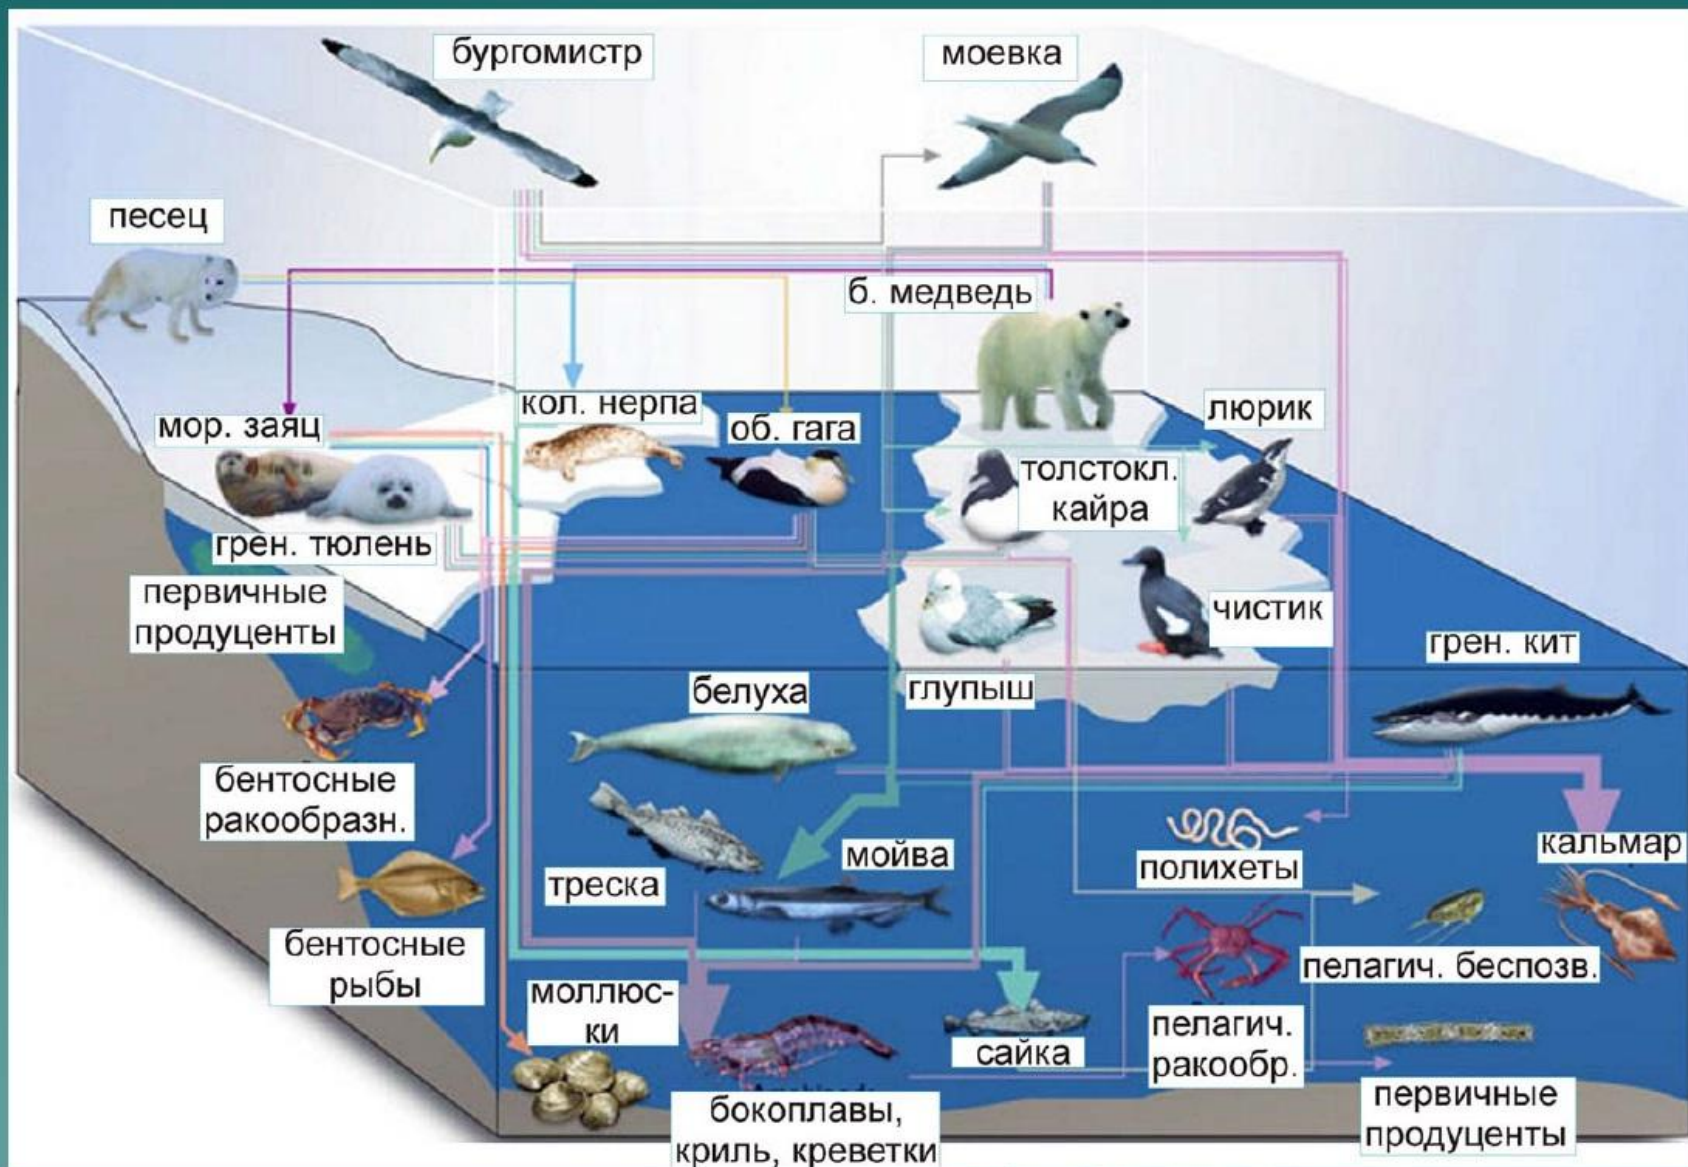 бургомистр
моевка
песец
б. медведь
кол. нерпа
люрик
мор. заяц
об. гага
толстокл.
кайра
грен. тюлень
первичные
продуценты
чистик
грен. кит
белуха
глупыш
бентосные
ракообразн.
мойва
кальмар
треска
полихеты
бентосные
рыбы
пелагич. беспозв.
моллюс-
ки
пелагич.
ракообр.
сайка
первичные
продуценты
бокоплавы,
криль, креветки